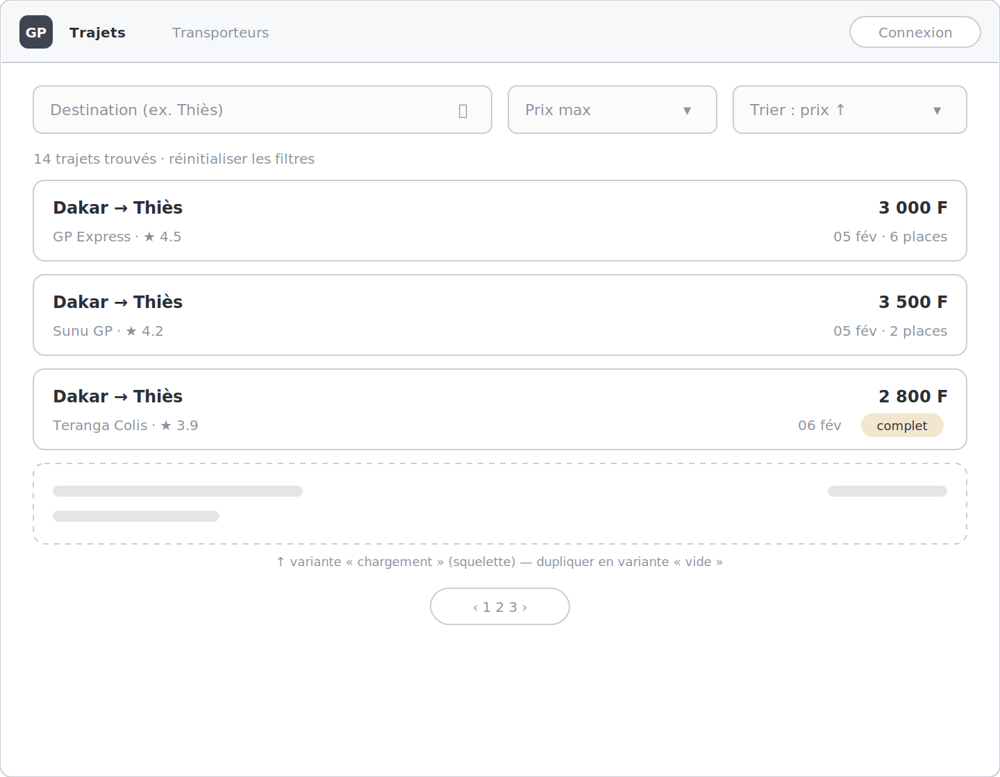 GP Trajets Transporteurs Connexion
Destination (ex. Thiès) Prix max ▼ Trier : prix ↑ ▼
14 trajets trouvés · réinitialiser les filtres
Dakar → Thiès 3 000 F
GP Express · ★ 4.5 05 fév · 6 places
Dakar → Thiès 3 500 F
Sunu GP · ★ 4.2 05 fév · 2 places
Dakar → Thiès 2 800 F
Teranga Colis · ★ 3.9 06 fév complet
↑ variante « chargement » (squelette) — dupliquer en variante « vide »
‹ 1 2 3 ›